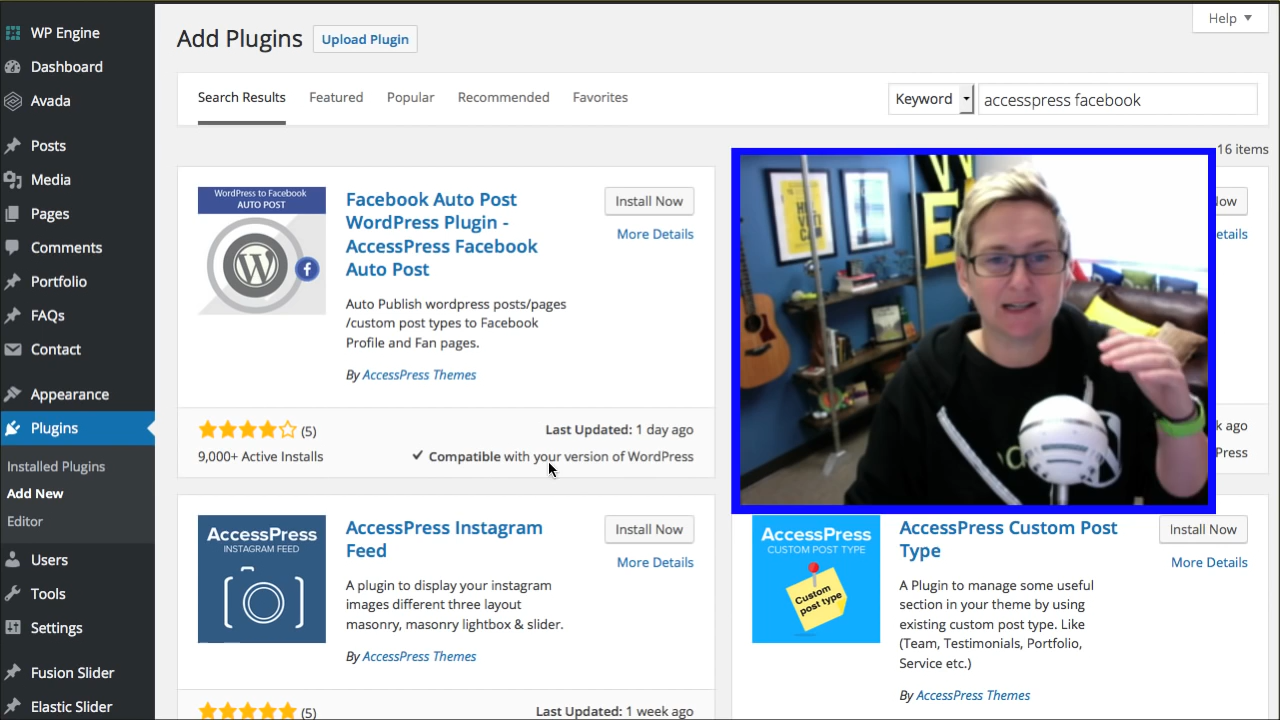 WP Engine
Dashboard
Avada
Posts
Media
Pages
Comments
Portfolio
FAQs
Contact
Appearance
Plugins
Installed Plugins
Add New
Editor
Users
Tools
Settings
Fusion Slider
Elastic Slider
Help
Add Plugins
Upload Plugin
Search Results
Featured
Popular
Recommended
Favorites
Keyword
accesspress facebook
16 items
WordPress to Facebook
AUTO POST
Facebook Auto Post
WordPress Plugin -
AccessPress Facebook
Auto Post
Install Now
More Details
Auto Publish wordpress posts/pages
/custom post types to Facebook
Profile and Fan pages.
By AccessPress Themes
(5)
Last Updated: 1 day ago
9,000+ Active Installs
Compatible with your version of WordPress
ow
etails
ago
Press
AccessPress
INSTAGRAM FEED
AccessPress Instagram
Feed
Install Now
More Details
A plugin to display your instagram
images different three layout
masonry, masonry lightbox & slider.
By AccessPress Themes
(5)
Last Updated: 1 week ago
AccessPress
CUSTOM POST TYPE
Custom
post type
AccessPress Custom Post
Type
Install Now
More Details
A Plugin to manage some useful
section in your theme by using
existing custom post type. Like
(Team, Testimonials, Portfolio,
Service etc.)
By AccessPress Themes